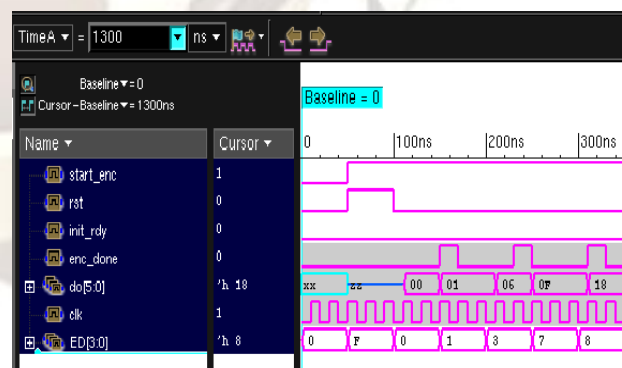 TimeA ▾ = 1300 ns
Baseline ▾ = 0
Cursor-Baseline ▾ = 1300ns
Baseline = 0
Name ▾ Cursor ▾ 0 100ns 200ns 300ns
start_enc 1
rst 0
init_rdy 0
enc_done 0
do[5:0] 'h 18 xx zz 00 01 06 0F 18
clk 1
ED[3:0] 'h 8 0 F 0 1 3 7 8